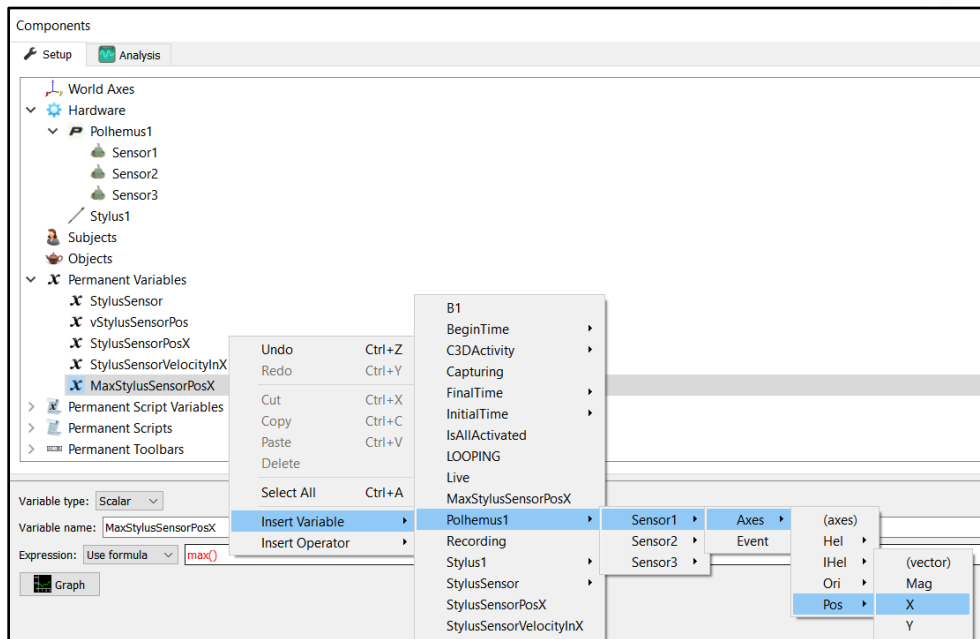 Components
Setup
Analysis
World Axes
Hardware
Polhemus1
Sensor1
Sensor2
Sensor3
Stylus1
Subjects
Objects
Permanent Variables
StylusSensor
vStylusSensorPos
StylusSensorPosX
StylusSensorVelocityInX
MaxStylusSensorPosX
Permanent Script Variables
Permanent Scripts
Permanent Toolbars
Variable type: Scalar
Variable name: MaxStylusSensorPosX
Expression: Use formula max()
Graph
Undo Ctrl+Z
Redo Ctrl+Y
Cut Ctrl+X
Copy Ctrl+C
Paste Ctrl+V
Delete
Select All Ctrl+A
Insert Variable
Insert Operator
B1
BeginTime
C3DActivity
Capturing
FinalTime
InitialTime
IsAllActivated
LOOPING
Live
MaxStylusSensorPosX
Polhemus1
Recording
Stylus1
StylusSensor
StylusSensorPosX
StylusSensorVelocityInX
Sensor1
Sensor2
Sensor3
Axes
Event
(axes)
Hel
IHel
Ori
Pos
(vector)
Mag
X
Y